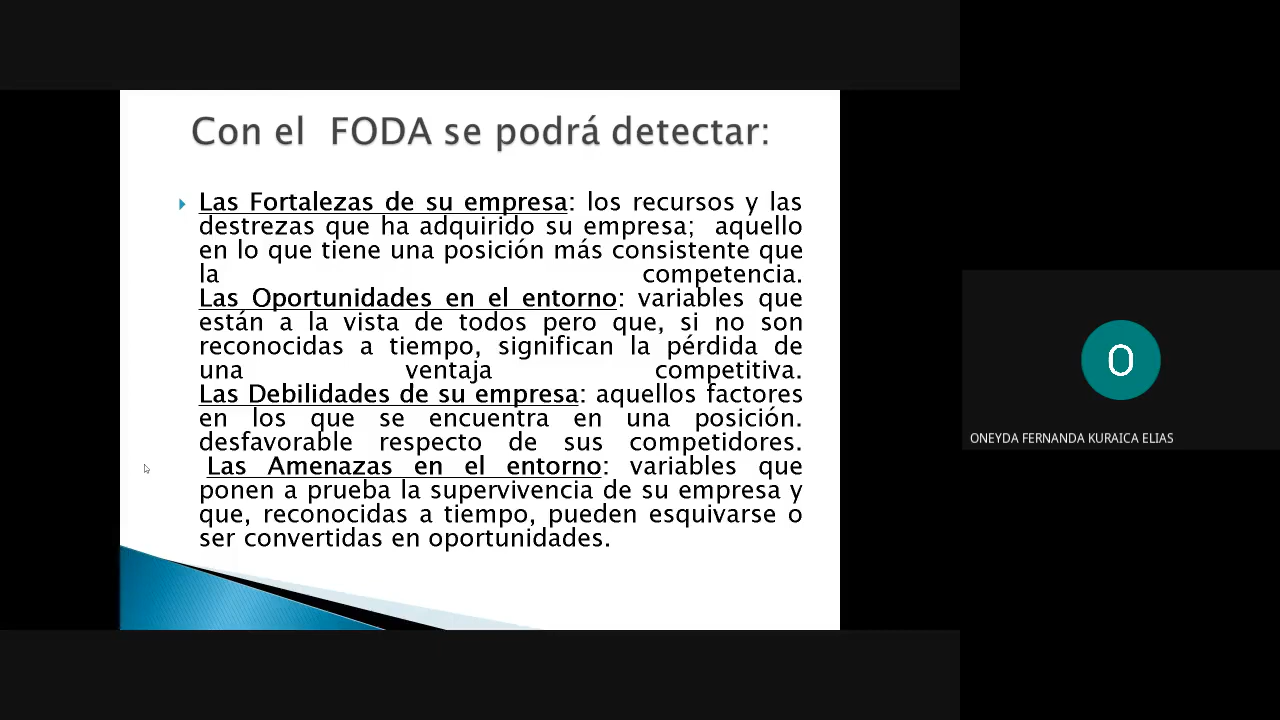 Con el FODA se podrá detectar:
Las Fortalezas de su empresa: los recursos y las
destrezas que ha adquirido su empresa; aquello
en lo que tiene una posición más consistente que
la competencia.
Las Oportunidades en el entorno: variables que
están a la vista de todos pero que, si no son
reconocidas a tiempo, significan la pérdida de
una ventaja competitiva.
Las Debilidades de su empresa: aquellos factores
en los que se encuentra en una posición.
desfavorable respecto de sus competidores.
Las Amenazas en el entorno: variables que
ponen a prueba la supervivencia de su empresa y
que, reconocidas a tiempo, pueden esquivarse o
ser convertidas en oportunidades.
O
ONEYDA FERNANDA KURAICA ELIAS